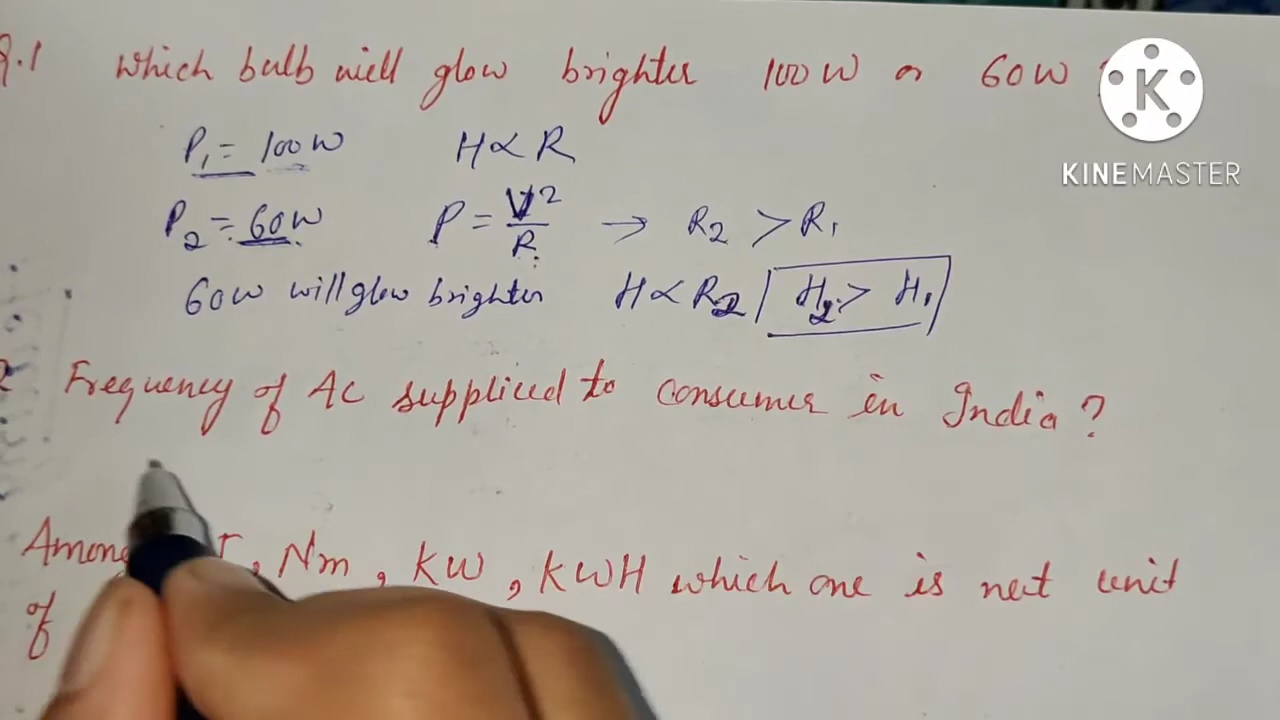 Q.1 Which bulb will glow brighter 100W or 60W ?
K
KINEMASTER
P₁ = 100W H ∝ R
P₂ = 60W P = V²/R → R₂ > R₁
60W will glow brighter H ∝ R₂ | H₂ > H₁
2 Frequency of AC supplied to consumer in India ?
Among , Nm , KW , KWH which one is not unit
of